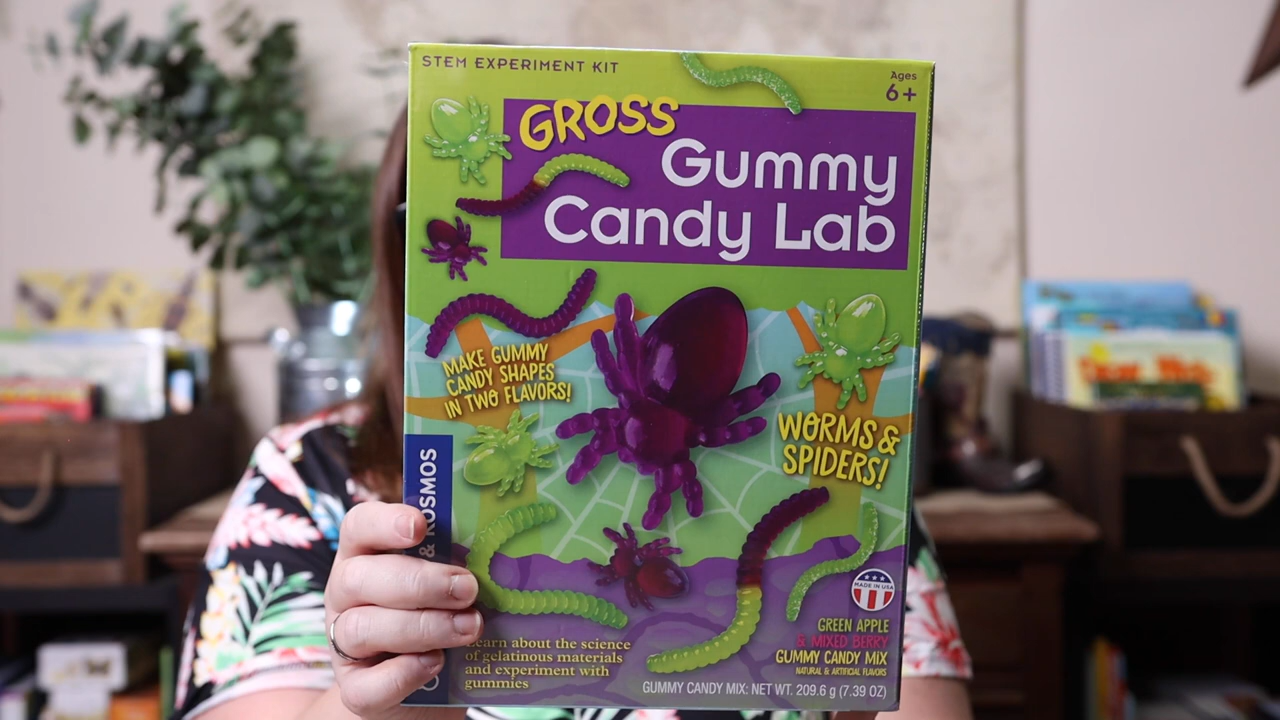 STEM EXPERIMENT KIT
Ages
6+
GROSS
Gummy
Candy Lab
MAKE GUMMY
CANDY SHAPES
IN TWO FLAVORS!
WORMS &
SPIDERS!
& KOSMOS
MADE IN USA
Learn about the science
of gelatinous materials
and experiment with
gummies
GREEN APPLE
& MIXED BERRY
GUMMY CANDY MIX
NATURAL & ARTIFICIAL FLAVORS
GUMMY CANDY MIX: NET WT. 209.6 g (7.39 OZ)